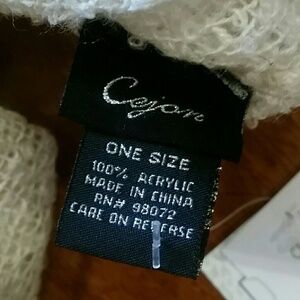 Cejon
ONE SIZE
100% ACRYLIC
MADE IN CHINA
RN# 98072
CARE ON REVERSE